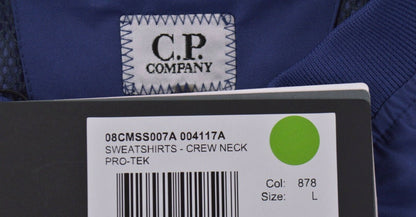 C.P.
COMPANY
08CMSS007A 004117A
SWEATSHIRTS - CREW NECK
PRO-TEK
Col: 878
Size: L